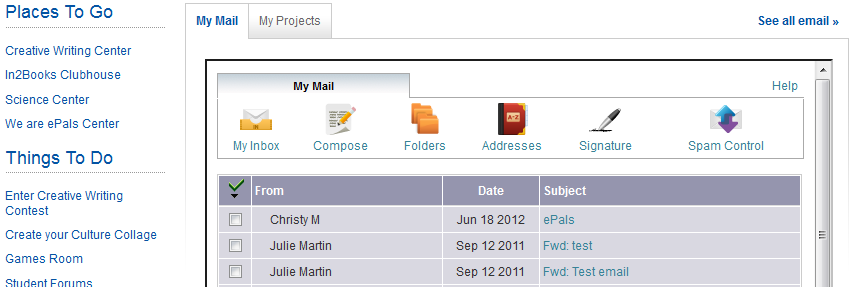 Places To Go
Creative Writing Center
In2Books Clubhouse
Science Center
We are ePals Center
Things To Do
Enter Creative Writing
Contest
Create your Culture Collage
Games Room
Student Forums
My Mail My Projects See all email »
My Mail Help
My Inbox Compose Folders Addresses Signature Spam Control
A-Z
From Date Subject
Christy M Jun 18 2012 ePals
Julie Martin Sep 12 2011 Fwd: test
Julie Martin Sep 12 2011 Fwd: Test email